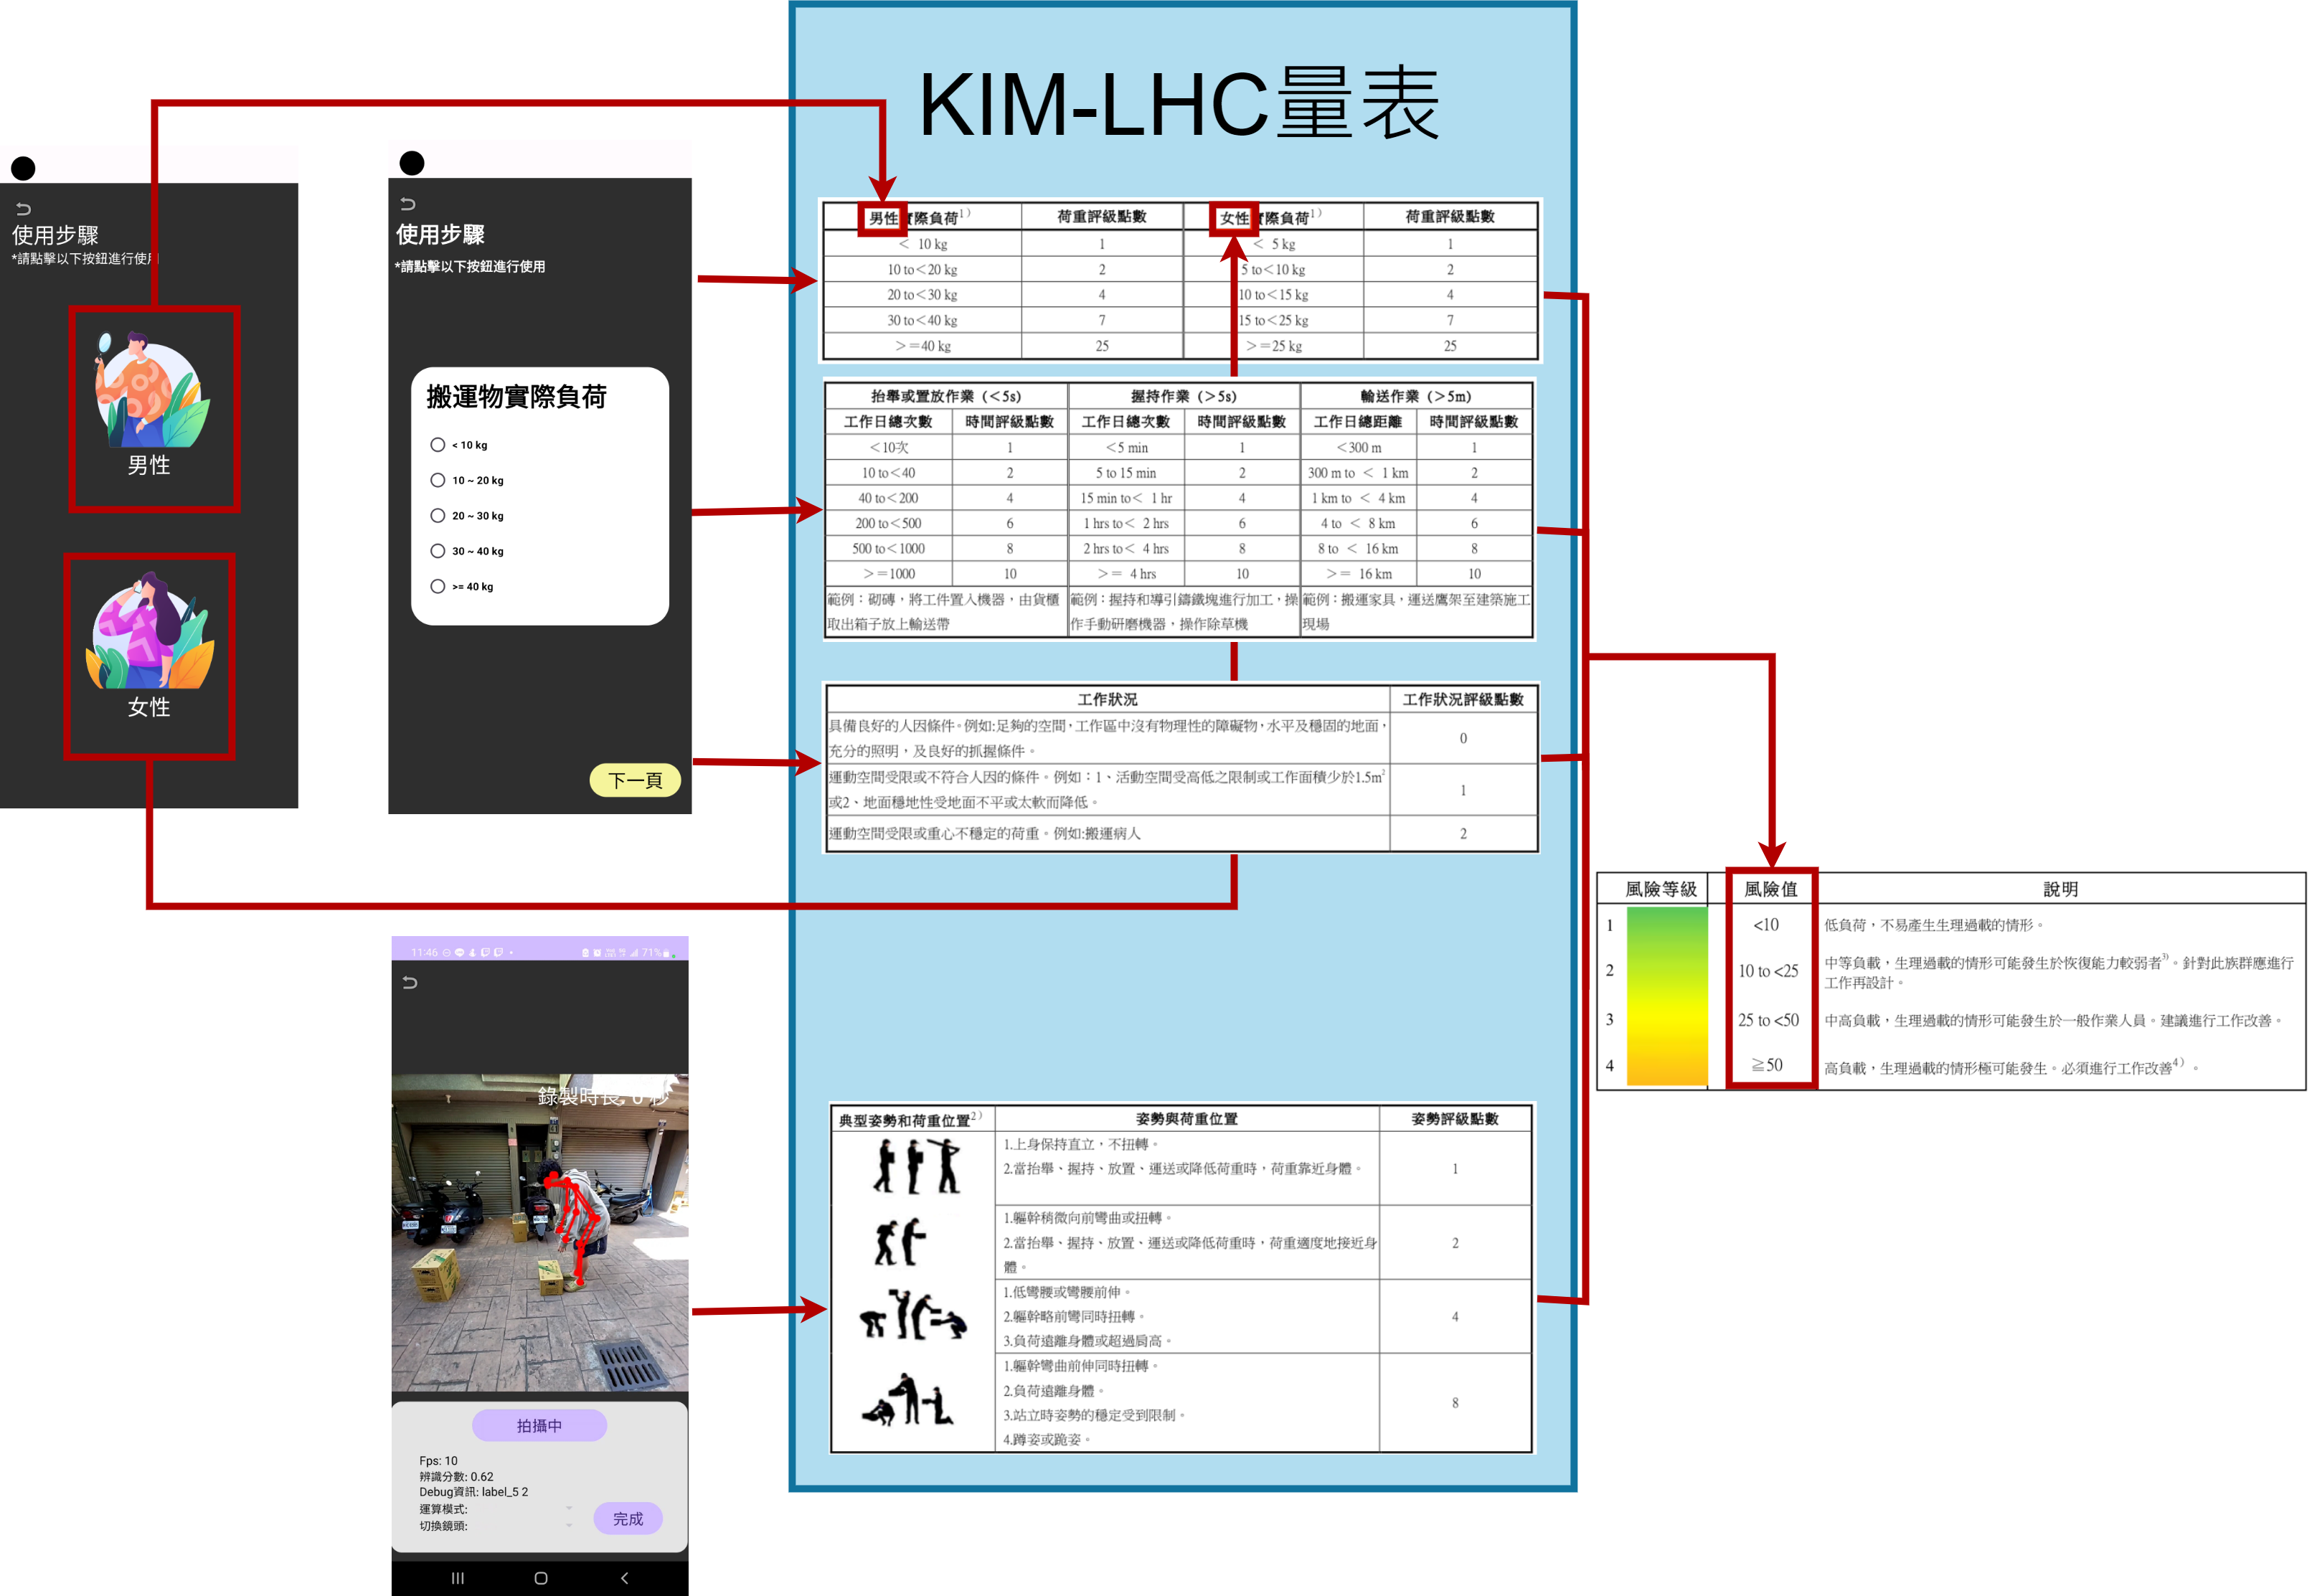 KIM-LHC量表
使用步驟
*請點擊以下按鈕進行使用
男性
女性
使用步驟
*請點擊以下按鈕進行使用
搬運物實際負荷
< 10 kg
10 ~ 20 kg
20 ~ 30 kg
30 ~ 40 kg
>= 40 kg
下一頁
男性實際負荷1) 荷重評級點數 女性實際負荷1) 荷重評級點數
< 10 kg 1 < 5 kg 1
10 to<20 kg 2 5 to<10 kg 2
20 to<30 kg 4 10 to<15 kg 4
30 to<40 kg 7 15 to<25 kg 7
>=40 kg 25 >=25 kg 25
抬舉或置放作業 (<5s) 握持作業 (>5s) 輸送作業 (>5m)
工作日總次數 時間評級點數 工作日總次數 時間評級點數 工作日總距離 時間評級點數
<10次 1 <5 min 1 <300 m 1
10 to<40 2 5 to 15 min 2 300 m to < 1 km 2
40 to<200 4 15 min to< 1 hr 4 1 km to < 4 km 4
200 to<500 6 1 hrs to< 2 hrs 6 4 to < 8 km 6
500 to<1000 8 2 hrs to< 4 hrs 8 8 to < 16 km 8
>=1000 10 >= 4 hrs 10 >= 16 km 10
範例：砌磚，將工件置入機器，由貨櫃
取出箱子放上輸送帶
範例：握持和導引鑄鐵塊進行加工，操
作手動研磨機器，操作除草機
範例：搬運家具，運送鷹架至建築施工
現場
工作狀況 工作狀況評級點數
具備良好的人因條件。例如:足夠的空間，工作區中沒有物理性的障礙物，水平及穩固的地面，
充分的照明，及良好的抓握條件。
0
運動空間受限或不符合人因的條件。例如：1、活動空間受高低之限制或工作面積少於1.5m²
或2、地面穩地性受地面不平或太軟而降低。
1
運動空間受限或重心不穩定的荷重。例如:搬運病人 2
風險等級 風險值 說明
1 <10 低負荷，不易產生生理過載的情形。
2 10 to <25 中等負載，生理過載的情形可能發生於恢復能力較弱者3)。針對此族群應進行
工作再設計。
3 25 to <50 中高負載，生理過載的情形可能發生於一般作業人員。建議進行工作改善。
4 ≧50 高負載，生理過載的情形極可能發生。必須進行工作改善4)。
11:46 71%
錄製時長: 0 秒
拍攝中
Fps: 10
辨識分數: 0.62
Debug資訊: label_5 2
運算模式:
切換鏡頭:
完成
典型姿勢和荷重位置2) 姿勢與荷重位置 姿勢評級點數
1.上身保持直立，不扭轉。
2.當抬舉、握持、放置、運送或降低荷重時，荷重靠近身體。
1
1.軀幹稍微向前彎曲或扭轉。
2.當抬舉、握持、放置、運送或降低荷重時，荷重適度地接近身
體。
2
1.低彎腰或彎腰前伸。
2.軀幹略前彎同時扭轉。
3.負荷遠離身體或超過肩高。
4
1.軀幹彎曲前伸同時扭轉。
2.負荷遠離身體。
3.站立時姿勢的穩定受到限制。
4.蹲姿或跪姿。
8